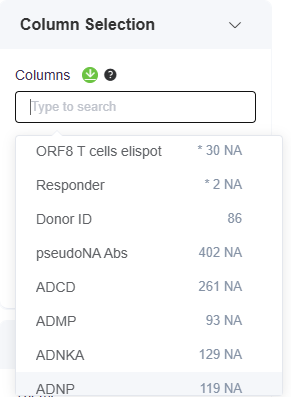 Column Selection
Columns
Type to search
ORF8 T cells elispot * 30 NA
Responder * 2 NA
Donor ID 86
pseudoNA Abs 402 NA
ADCD 261 NA
ADMP 93 NA
ADNKA 129 NA
ADNP 119 NA